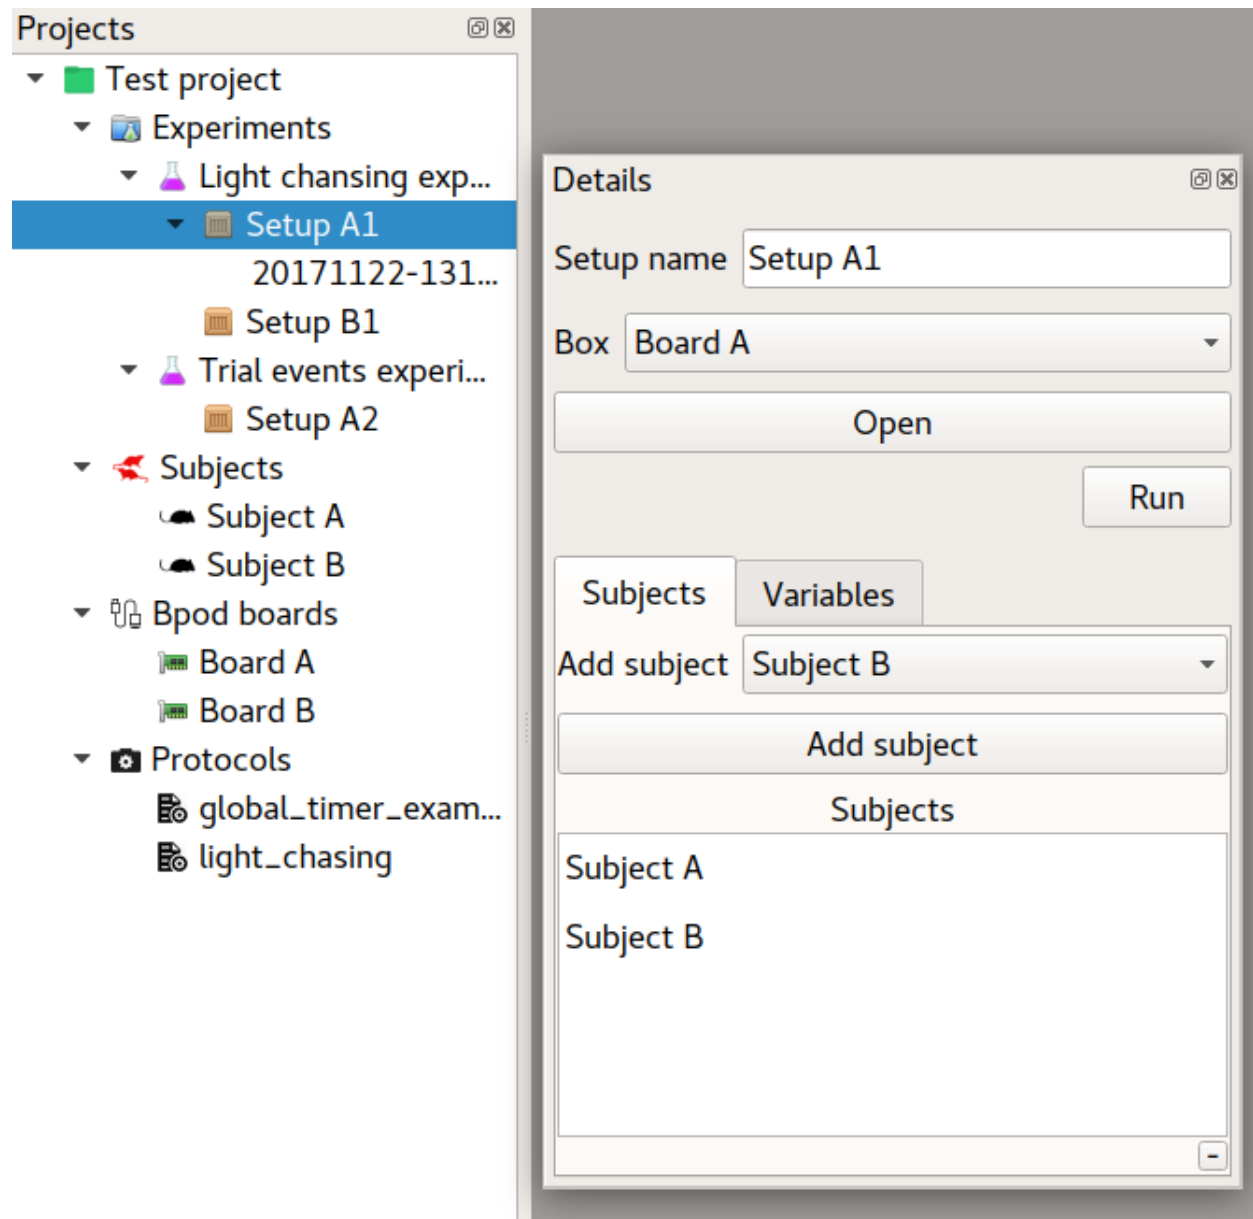 Projects
Test project
Experiments
Light chansing exp...
Setup A1
20171122-131...
Setup B1
Trial events experi...
Setup A2
Subjects
Subject A
Subject B
Bpod boards
Board A
Board B
Protocols
global_timer_exam...
light_chasing
Details
Setup name Setup A1
Box Board A
Open
Run
Subjects Variables
Add subject Subject B
Add subject
Subjects
Subject A
Subject B